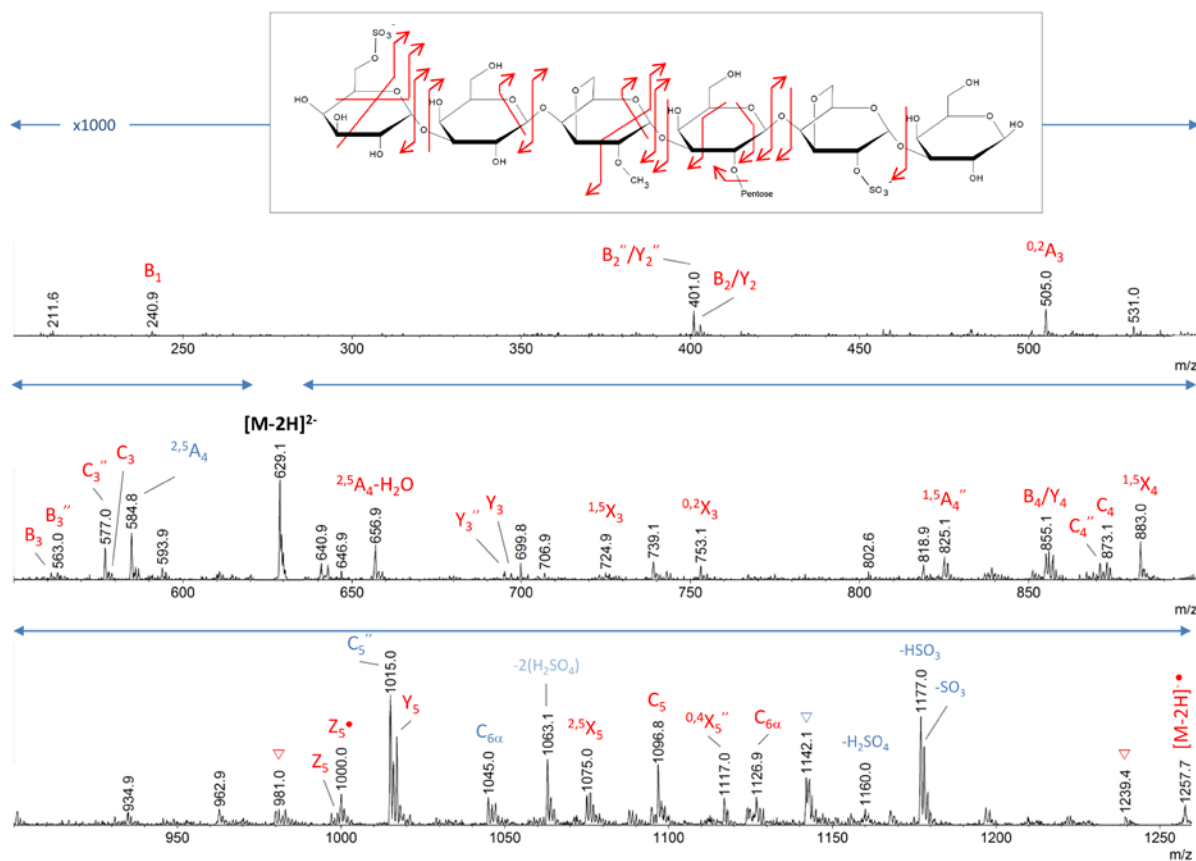 SO₃⁻
O
OH
HO
O
OH
HO
O
OH
O
O
O
OH
O
O
CH₃
OH
HO
O
O
O
Pentose
O
O
O
O
SO₃⁻
OH
HO
O
OH
OH
x1000
B₁
B₂″/Y₂″
B₂/Y₂
⁰,²A₃
211.6
240.9
401.0
505.0
531.0
250
300
350
400
450
500
m/z
[M-2H]²⁻
B₃
B₃″
C₃″
C₃
²,⁵A₄
²,⁵A₄-H₂O
Y₃″
Y₃
¹,⁵X₃
⁰,²X₃
¹,⁵A₄″
B₄/Y₄
C₄″
C₄
¹,⁵X₄
563.0
577.0
584.8
593.9
629.1
640.9
646.9
656.9
699.8
706.9
724.9
739.1
753.1
802.6
818.9
825.1
855.1
873.1
883.0
600
650
700
750
800
850
m/z
Z₅
Z₅•
C₅″
Y₅
C₆α
-2(H₂SO₄)
²,⁵X₅
C₅
⁰,⁴X₅″
C₆α
-H₂SO₄
-HSO₃
-SO₃
[M-2H]⁻•
934.9
962.9
981.0
1000.0
1015.0
1045.0
1063.1
1075.0
1096.8
1117.0
1126.9
1142.1
1160.0
1177.0
1239.4
1257.7
950
1000
1050
1100
1150
1200
1250
m/z